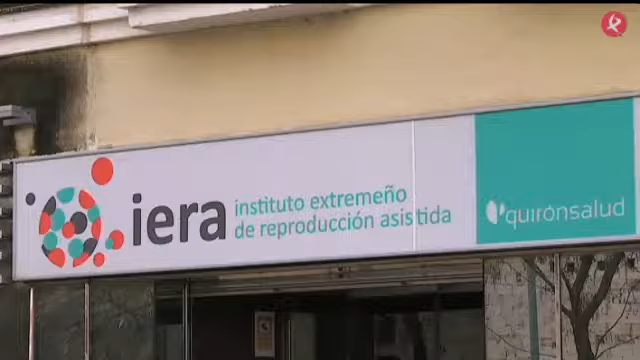 iera
instituto extremeño
de reproducción asistida
quirónsalud